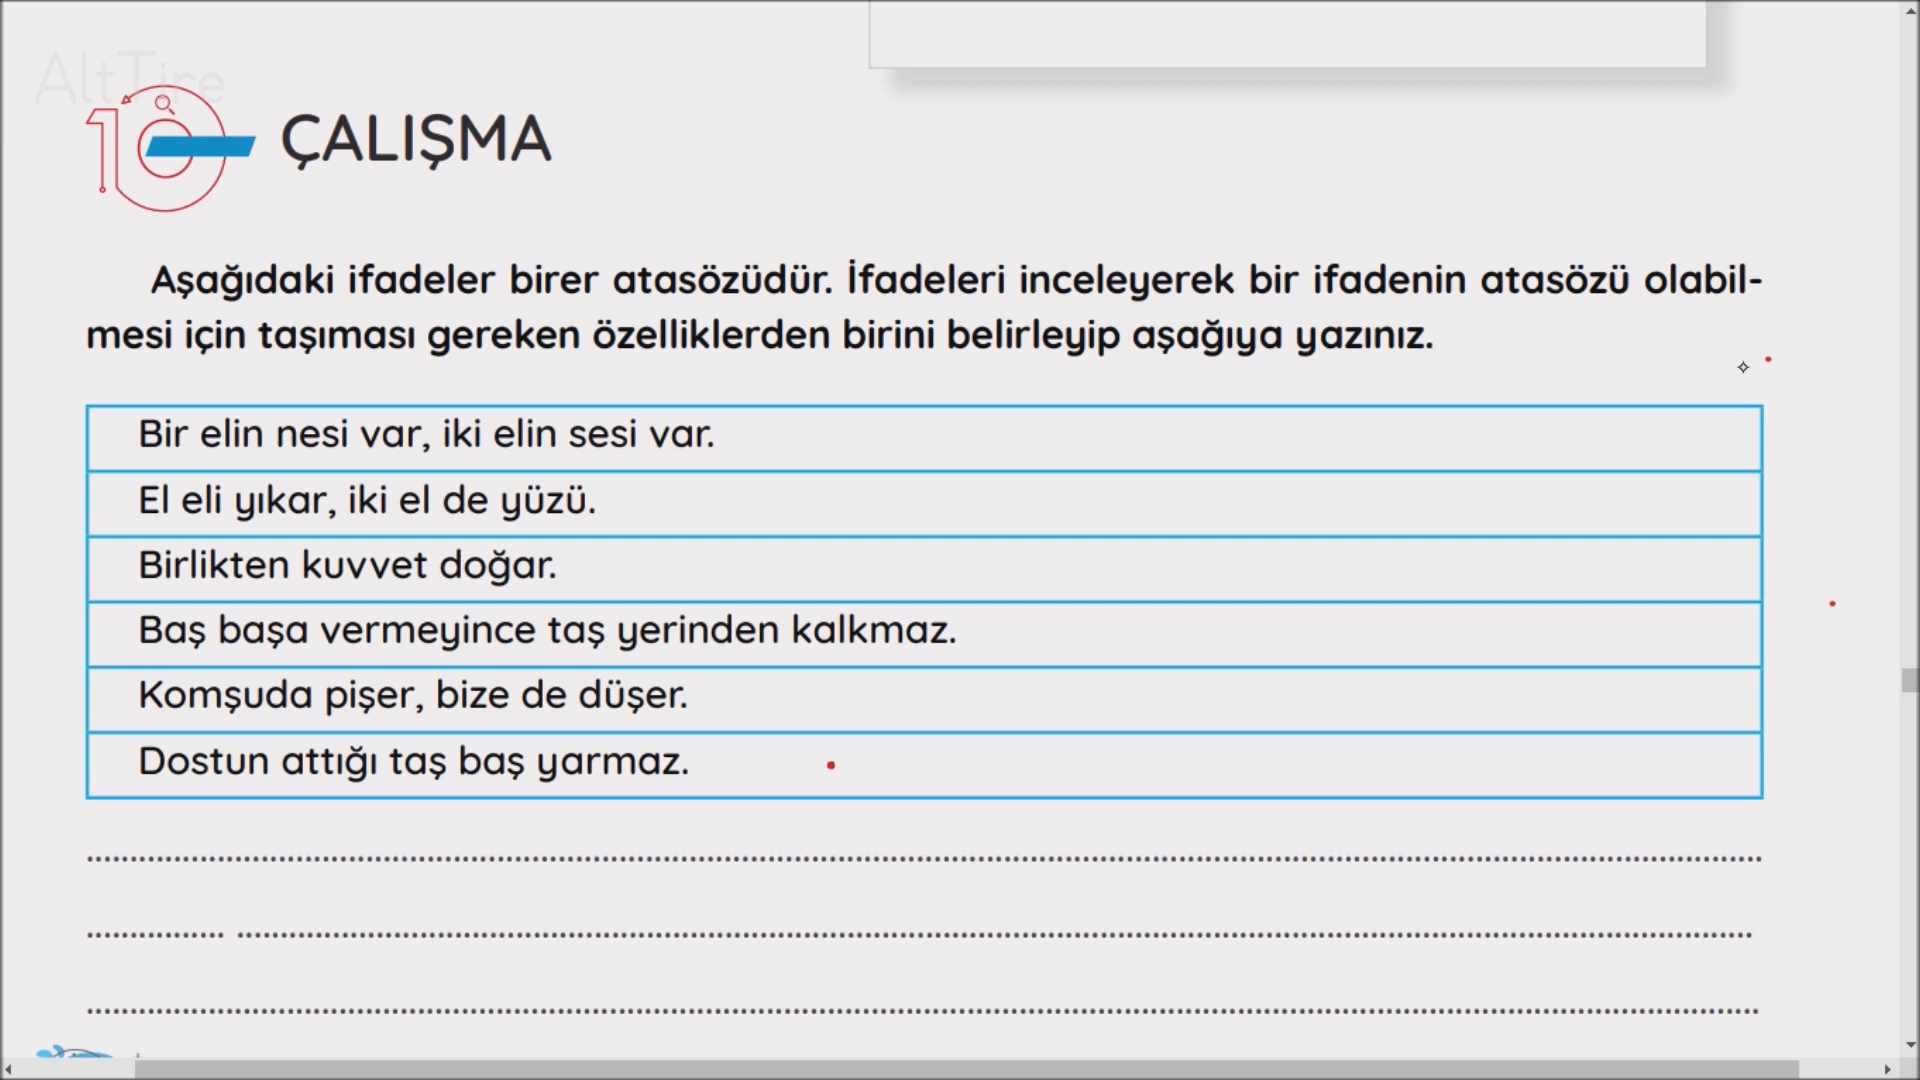 AltTire
10 ÇALIŞMA
Aşağıdaki ifadeler birer atasözüdür. İfadeleri inceleyerek bir ifadenin atasözü olabil-
mesi için taşıması gereken özelliklerden birini belirleyip aşağıya yazınız.
Bir elin nesi var, iki elin sesi var.
El eli yıkar, iki el de yüzü.
Birlikten kuvvet doğar.
Baş başa vermeyince taş yerinden kalkmaz.
Komşuda pişer, bize de düşer.
Dostun attığı taş baş yarmaz.